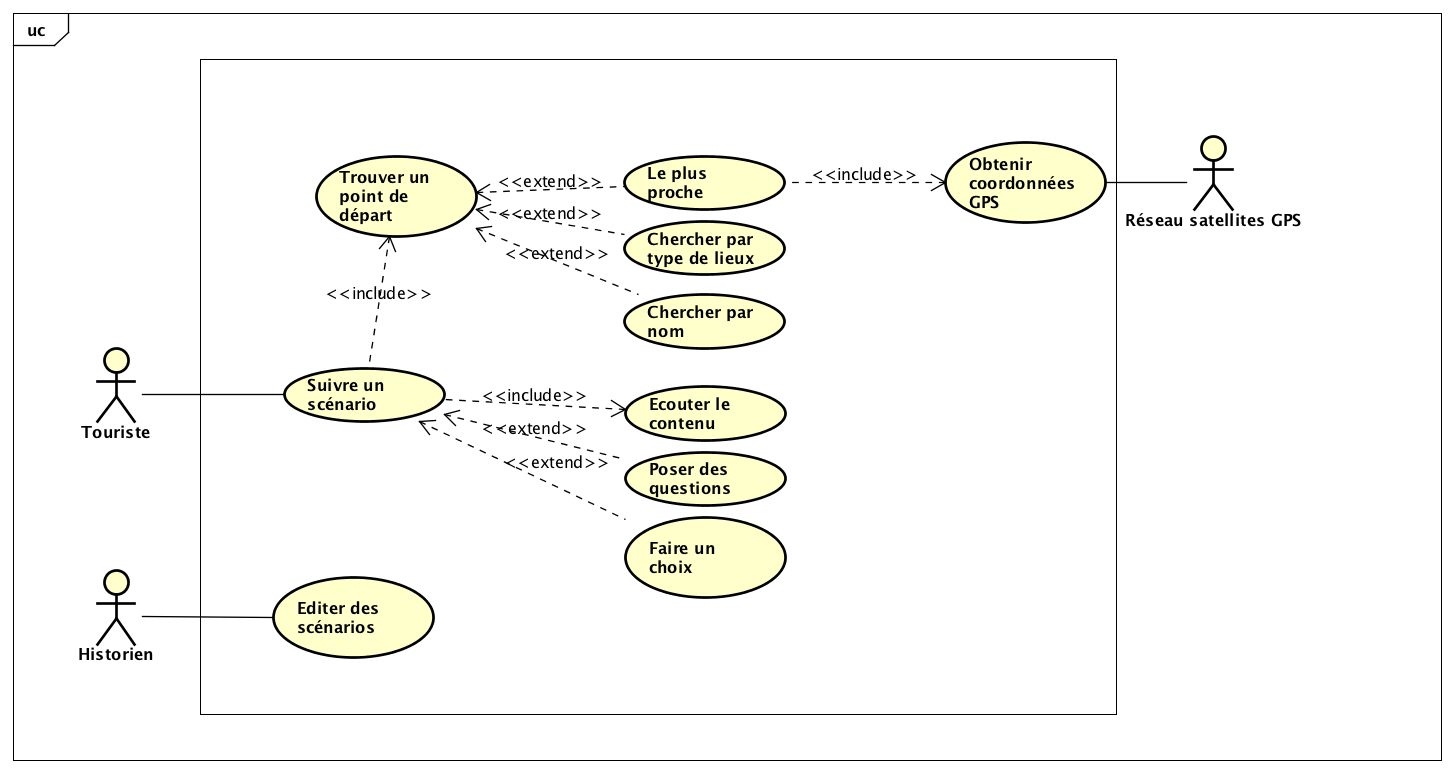 uc
Trouver un
point de
départ
<<extend>>
Le plus
proche
<<include>>
Obtenir
coordonnées
GPS
Réseau satellites GPS
<<extend>>
Chercher par
type de lieux
<<extend>>
Chercher par
nom
<<include>>
Touriste
Suivre un
scénario
<<include>>
Ecouter le
contenu
<<extend>>
Poser des
questions
<<extend>>
Faire un
choix
Historien
Editer des
scénarios